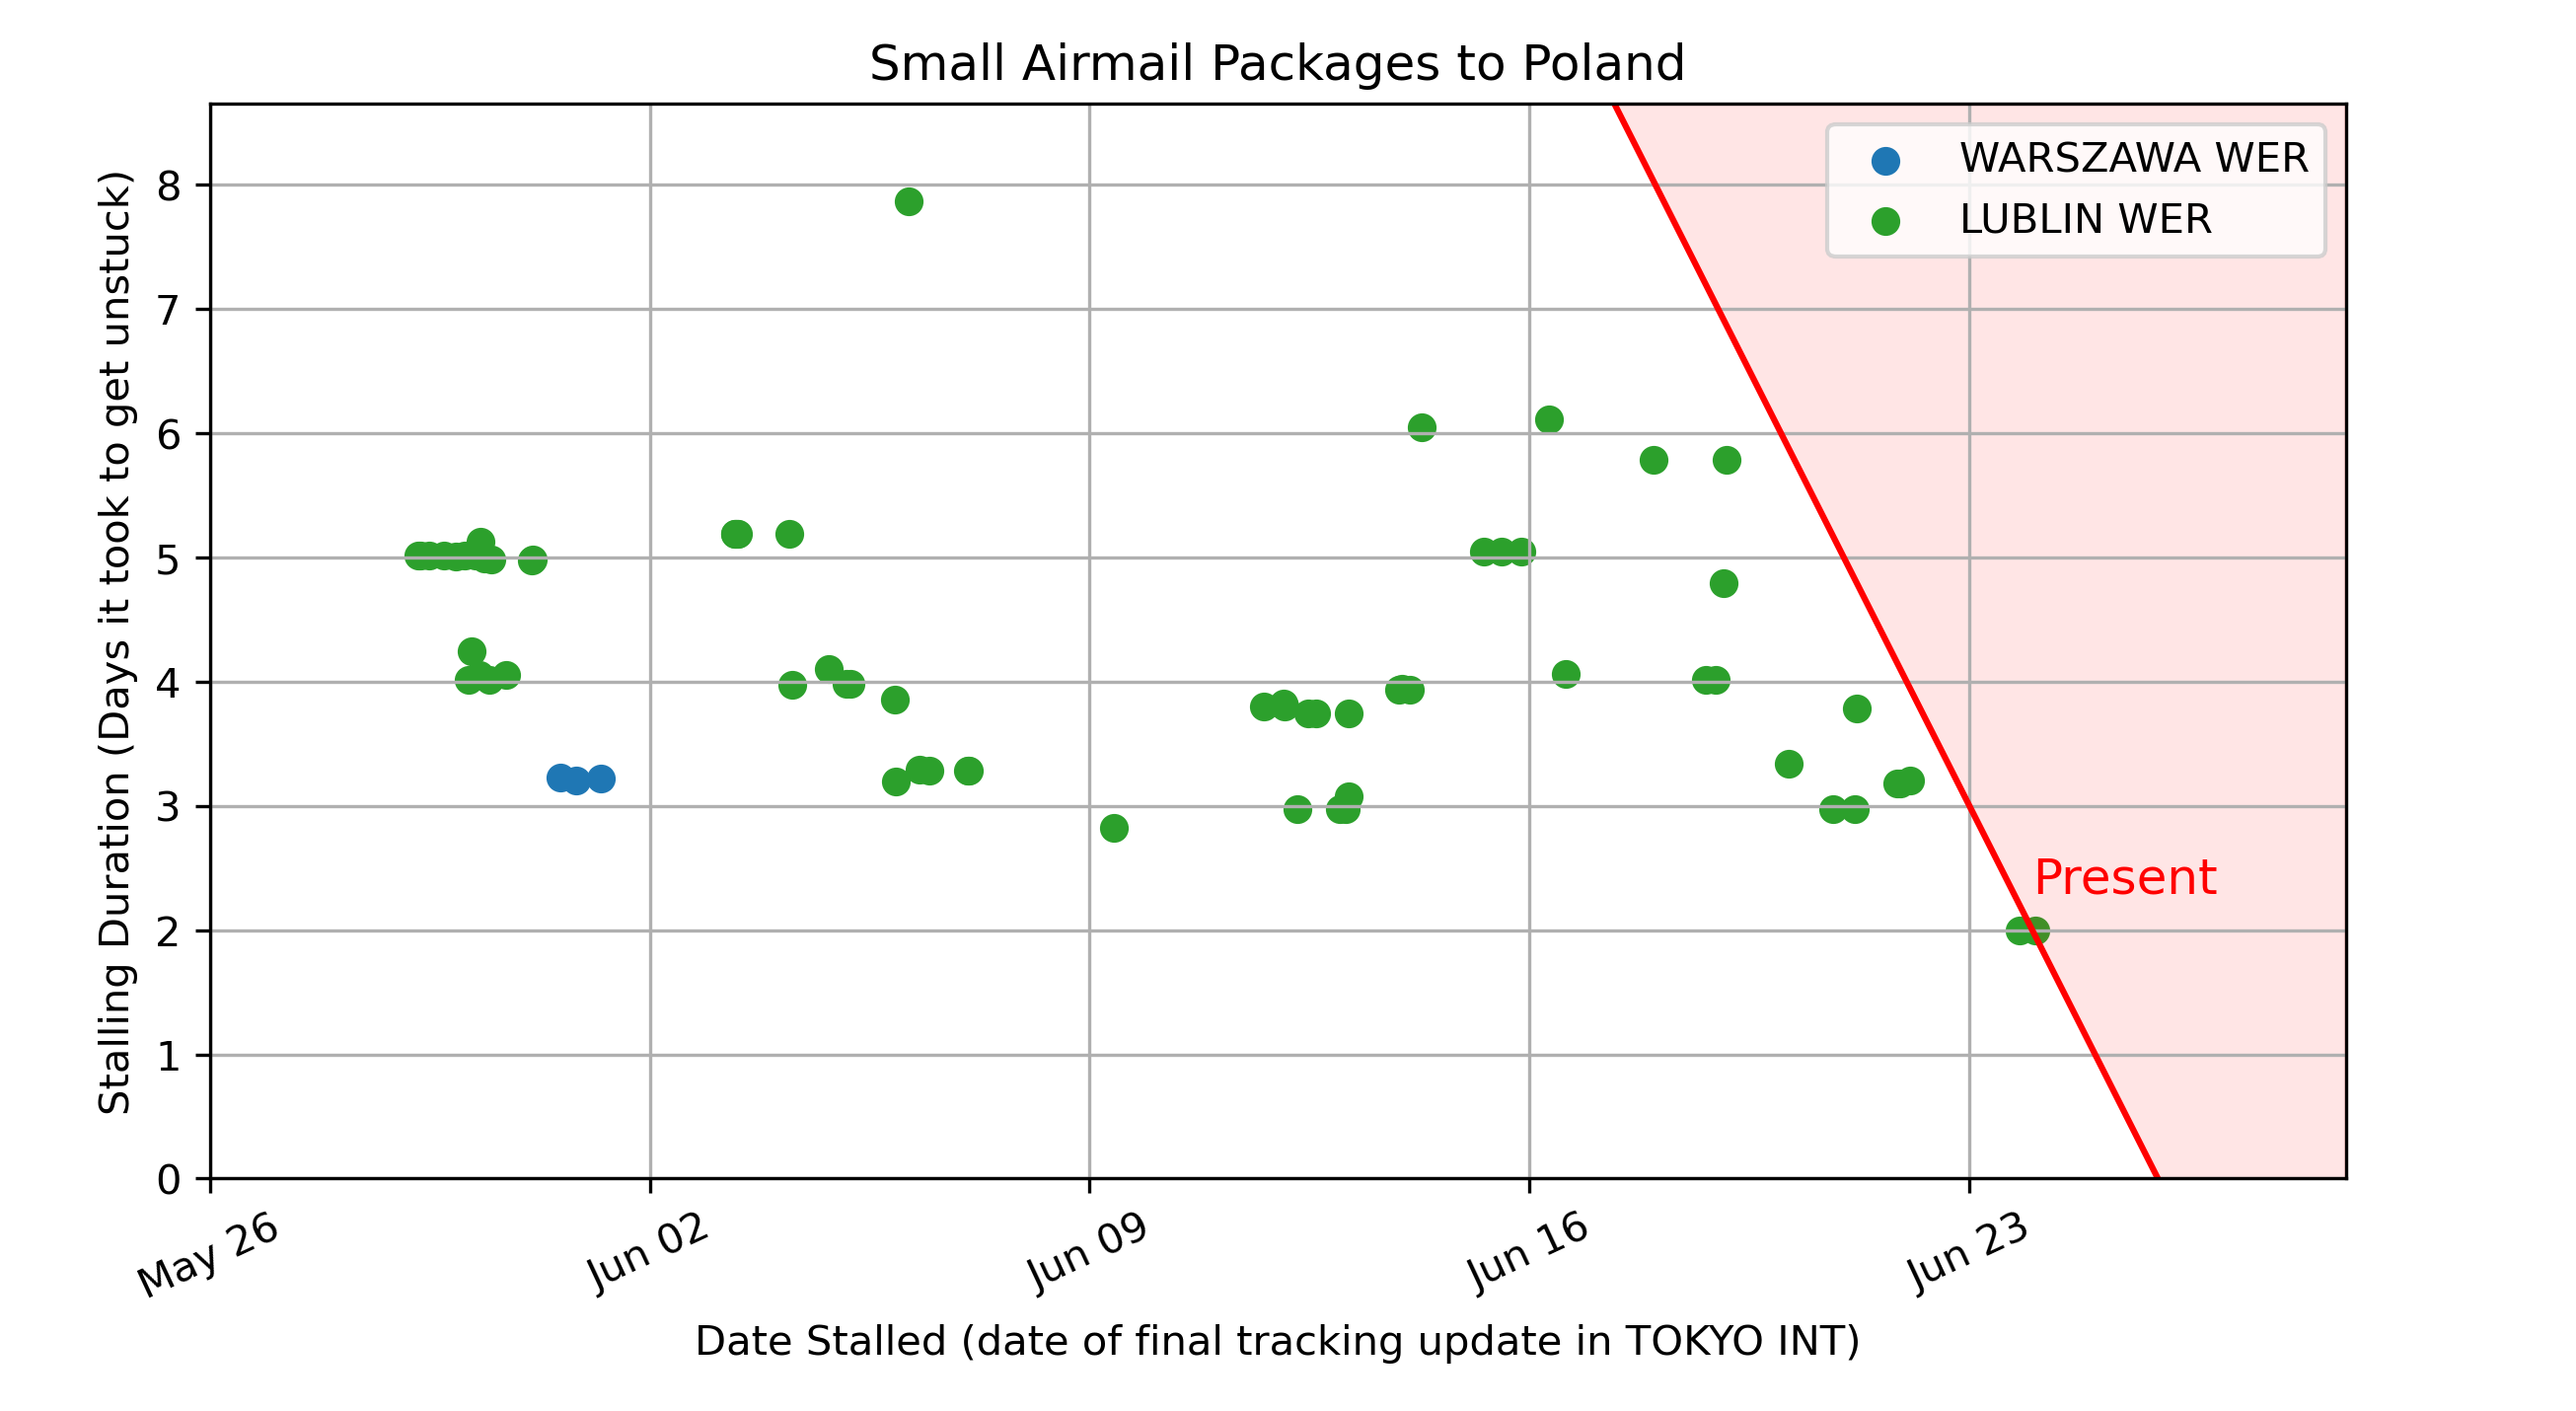 Small Airmail Packages to Poland
WARSZAWA WER
LUBLIN WER
Stalling Duration (Days it took to get unstuck)
8
7
6
5
4
3
2
1
0
Present
May 26
Jun 02
Jun 09
Jun 16
Jun 23
Date Stalled (date of final tracking update in TOKYO INT)